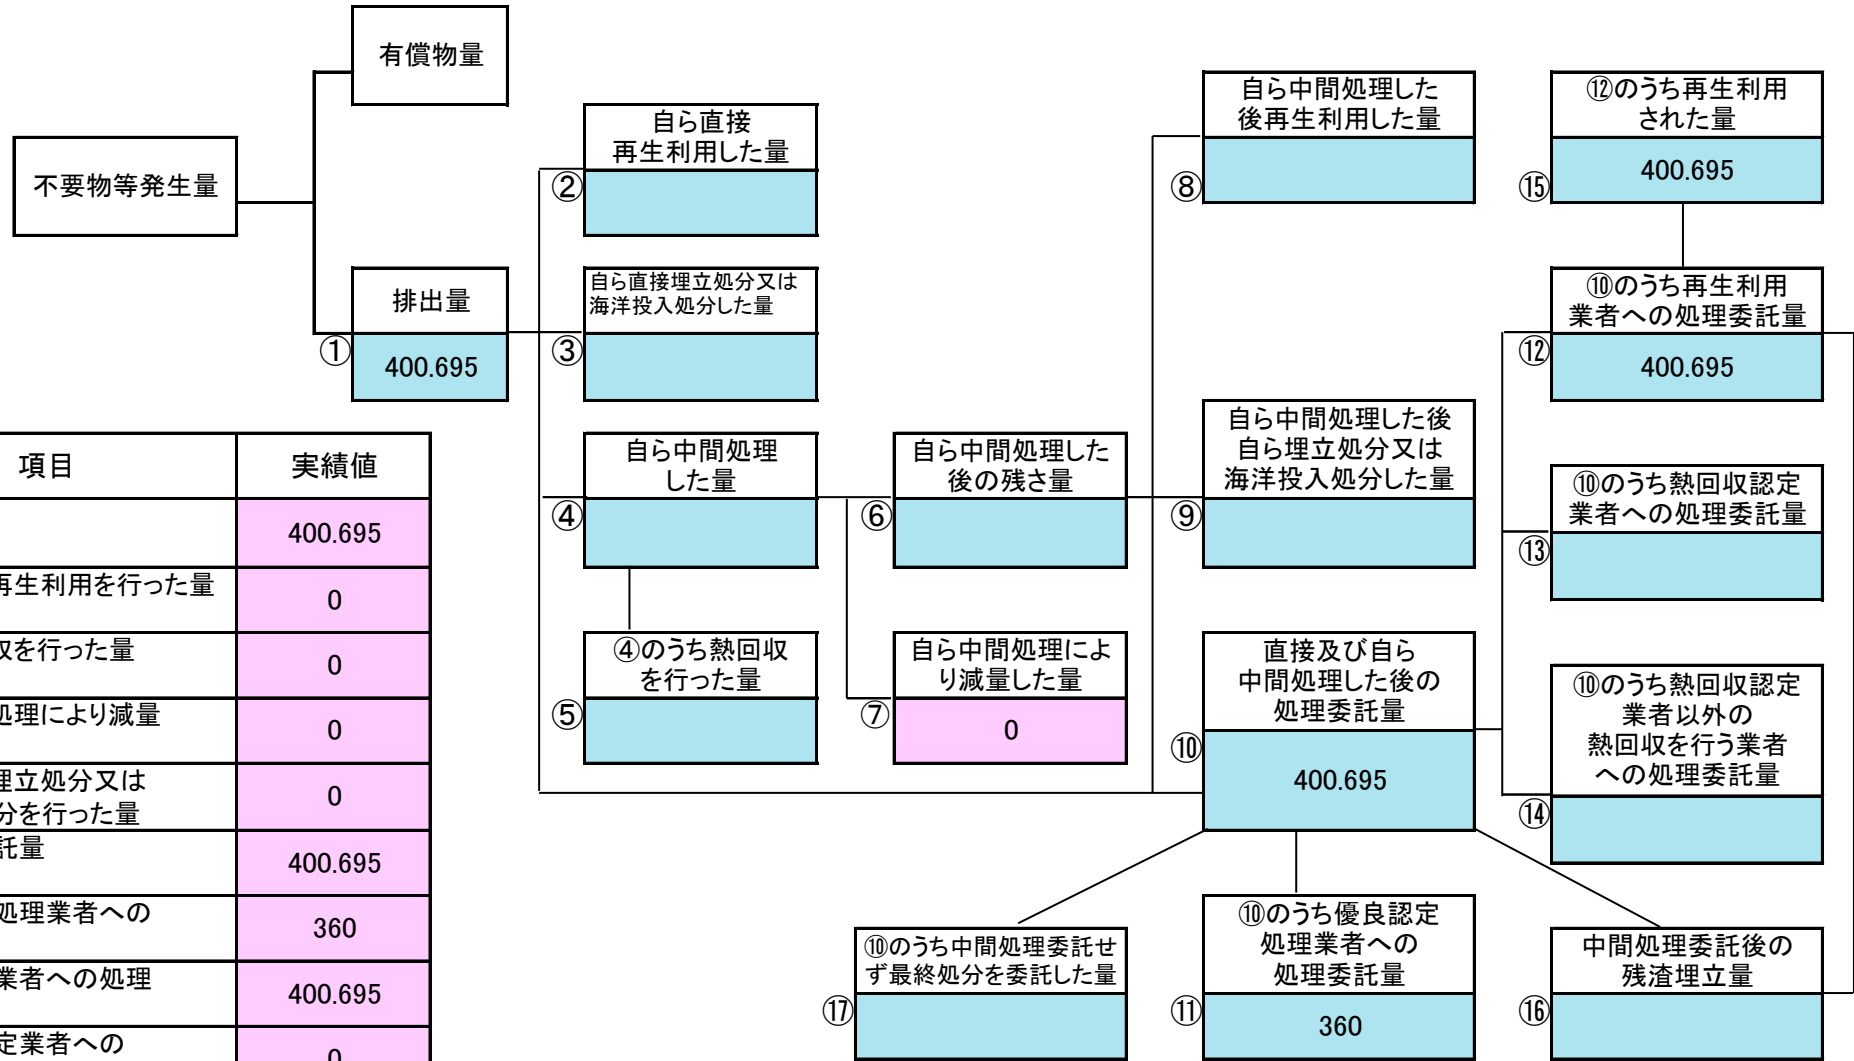 有償物量
不要物等発生量
排出量
①
400.695
自ら直接
再生利用した量
②
自ら直接埋立処分又は
海洋投入処分した量
③
自ら中間処理
した量
④
④のうち熱回収
を行った量
⑤
自ら中間処理した
後の残さ量
⑥
自ら中間処理によ
り減量した量
⑦
0
自ら中間処理した
後再生利用した量
⑧
自ら中間処理した後
自ら埋立処分又は
海洋投入処分した量
⑨
直接及び自ら
中間処理した後の
処理委託量
⑩
400.695
⑫のうち再生利用
された量
⑮
400.695
⑩のうち再生利用
業者への処理委託量
⑫
400.695
⑩のうち熱回収認定
業者への処理委託量
⑬
⑩のうち熱回収認定
業者以外の
熱回収を行う業者
への処理委託量
⑭
⑩のうち中間処理委託せ
ず最終処分を委託した量
⑰
⑩のうち優良認定
処理業者への
処理委託量
⑪
360
中間処理委託後の
残渣埋立量
⑯
項目 実績値
400.695
再生利用を行った量 0
を行った量 0
処理により減量 0
埋立処分又は
分を行った量 0
託量 400.695
処理業者への 360
業者への処理 400.695
定業者への 0